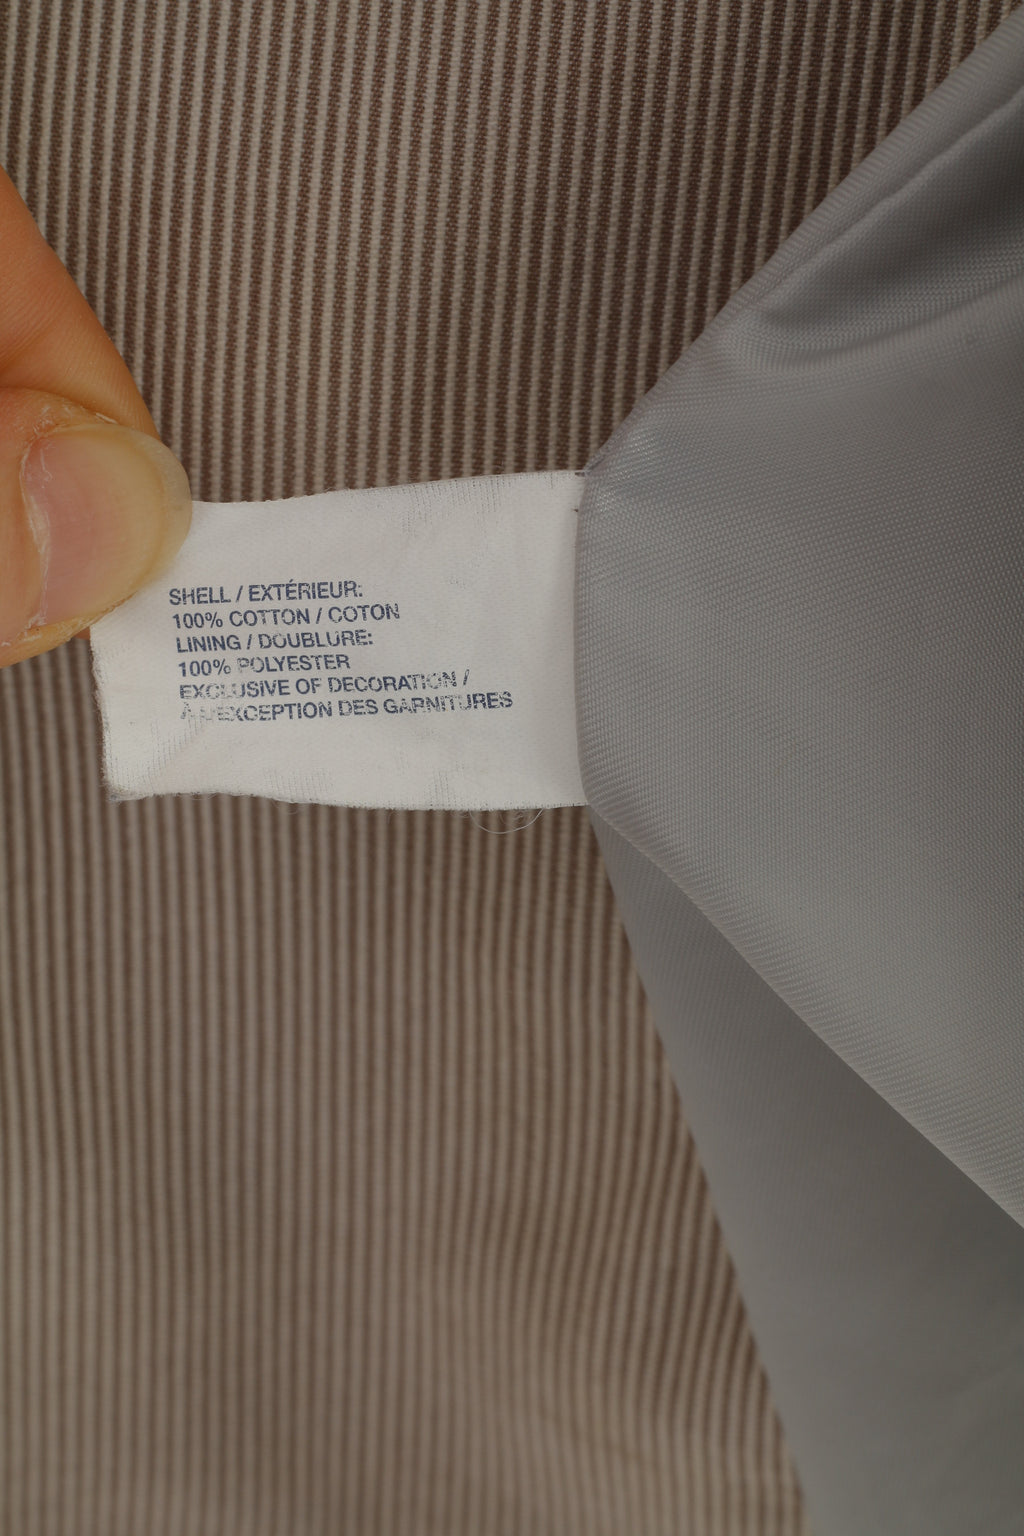 SHELL / EXTÉRIEUR:
100% COTTON / COTON
LINING / DOUBLURE:
100% POLYESTER
EXCLUSIVE OF DECORATION /
À L'EXCEPTION DES GARNITURES